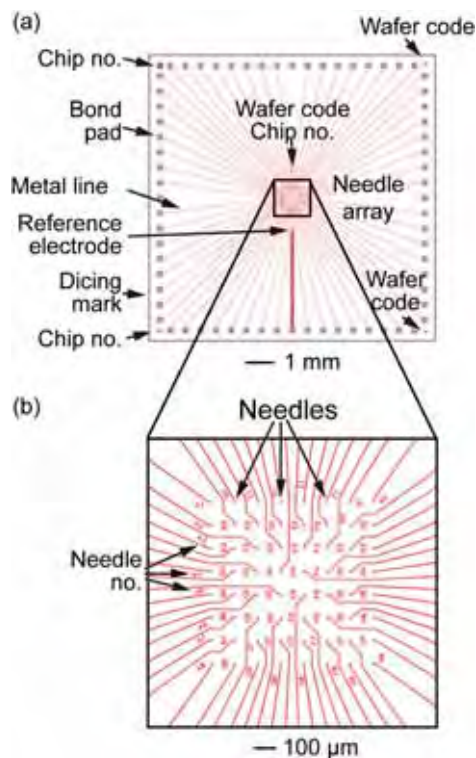 (a)
Wafer code
Chip no.
Bond
pad
Wafer code
Chip no.
Metal line
Needle
array
Reference
electrode
Dicing
mark
Wafer
code
Chip no.
1 mm
(b)
Needles
Needle
no.
100 µm